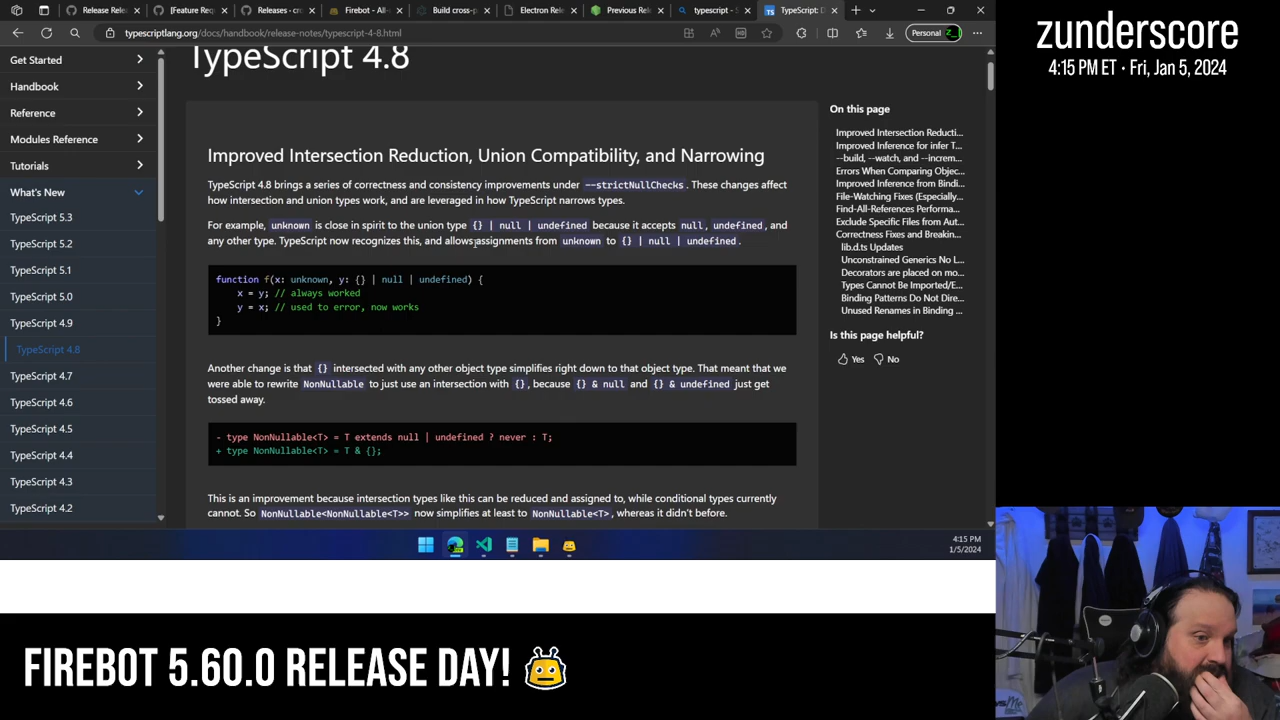 Release Rele
[Feature Req
Releases · cr
Firebot - All-
Build cross-p
Electron Rele
Previous Rel
typescript - S
TypeScript: D
typescriptlang.org/docs/handbook/release-notes/typescript-4-8.html
Personal
zunderscore
4:15 PM ET • Fri, Jan 5, 2024
Get Started
Handbook
Reference
Modules Reference
Tutorials
What's New
TypeScript 5.3
TypeScript 5.2
TypeScript 5.1
TypeScript 5.0
TypeScript 4.9
TypeScript 4.8
TypeScript 4.7
TypeScript 4.6
TypeScript 4.5
TypeScript 4.4
TypeScript 4.3
TypeScript 4.2
TypeScript 4.8
Improved Intersection Reduction, Union Compatibility, and Narrowing
TypeScript 4.8 brings a series of correctness and consistency improvements under --strictNullChecks. These changes affect
how intersection and union types work, and are leveraged in how TypeScript narrows types.
For example, unknown is close in spirit to the union type {} | null | undefined because it accepts null, undefined, and
any other type. TypeScript now recognizes this, and allows assignments from unknown to {} | null | undefined.
function f(x: unknown, y: {} | null | undefined) {
x = y; // always worked
y = x; // used to error, now works
}
Another change is that {} intersected with any other object type simplifies right down to that object type. That meant that we
were able to rewrite NonNullable to just use an intersection with {}, because {} & null and {} & undefined just get
tossed away.
- type NonNullable<T> = T extends null | undefined ? never : T;
+ type NonNullable<T> = T & {};
This is an improvement because intersection types like this can be reduced and assigned to, while conditional types currently
cannot. So NonNullable<NonNullable<T>> now simplifies at least to NonNullable<T>, whereas it didn't before.
On this page
Improved Intersection Reducti...
Improved Inference for infer T...
--build, --watch, and --increm...
Errors When Comparing Objec...
Improved Inference from Bindi...
File-Watching Fixes (Especially...
Find-All-References Performa...
Exclude Specific Files from Aut...
Correctness Fixes and Breakin...
lib.d.ts Updates
Unconstrained Generics No L...
Decorators are placed on mo...
Types Cannot Be Imported/E...
Binding Patterns Do Not Dire...
Unused Renames in Binding ...
Is this page helpful?
Yes
No
4:15 PM
1/5/2024
FIREBOT 5.60.0 RELEASE DAY!